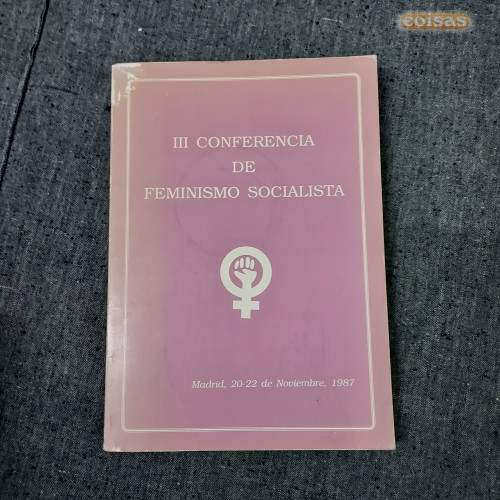 coisas
III CONFERENCIA
DE
FEMINISMO SOCIALISTA
Madrid, 20-22 de Noviembre, 1987